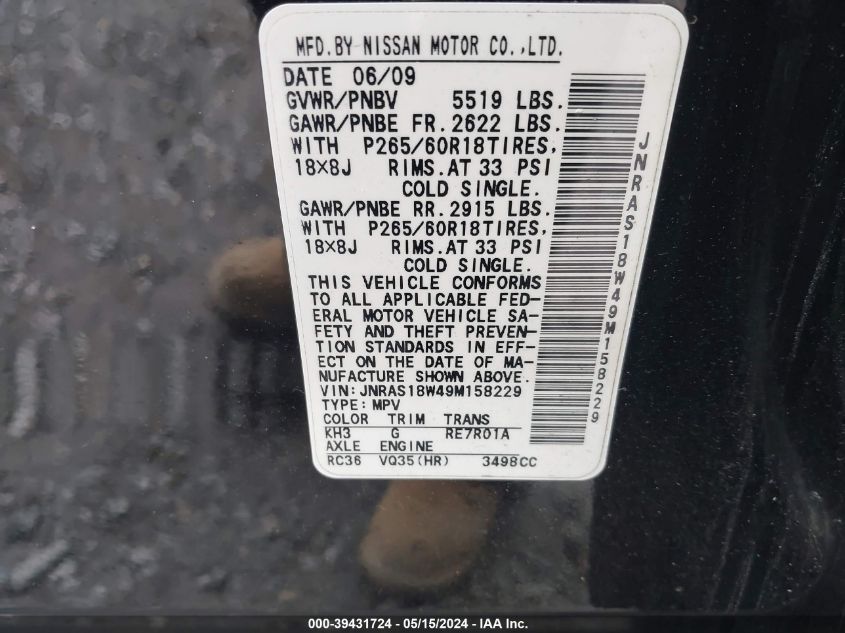 MFD.BY NISSAN MOTOR CO.,LTD.
DATE 06/09
GVWR/PNBV 5519 LBS.
GAWR/PNBE FR.2622 LBS.
WITH P265/60R18TIRES,
18×8J RIMS.AT 33 PSI
COLD SINGLE.
GAWR/PNBE RR.2915 LBS.
WITH P265/60R18TIRES,
18×8J RIMS.AT 33 PSI
COLD SINGLE.
THIS VEHICLE CONFORMS
TO ALL APPLICABLE FED-
ERAL MOTOR VEHICLE SA-
FETY AND THEFT PREVEN-
TION STANDARDS IN EFF-
ECT ON THE DATE OF MA-
NUFACTURE SHOWN ABOVE.
VIN:JNRAS18W49M158229
TYPE:MPV
COLOR TRIM TRANS
KH3 G RE7R01A
AXLE ENGINE
RC36 VQ35(HR) 3498CC
JNRAS18W49M158229
000-39431724 - 05/15/2024 - IAA Inc.